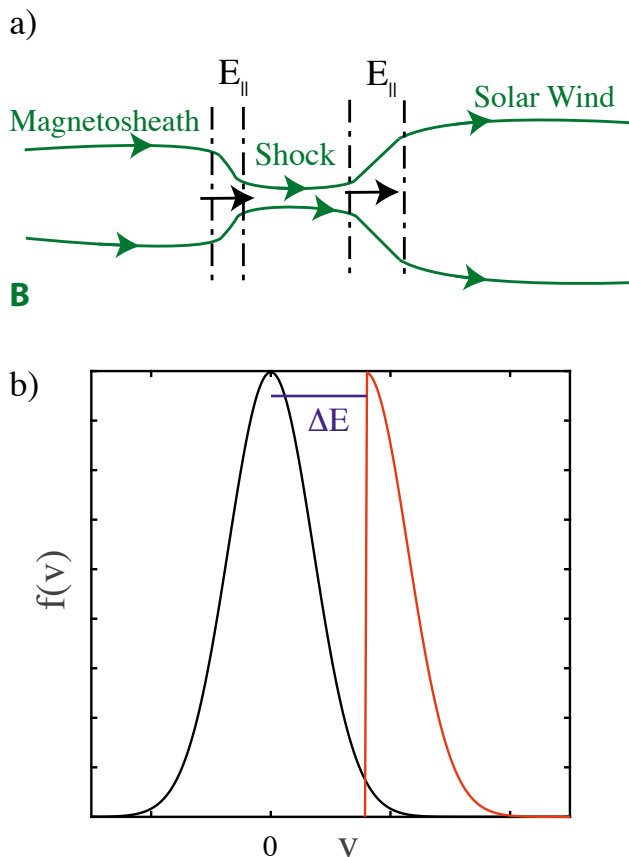 a)
E||
E||
Solar Wind
Magnetosheath
Shock
B
b)
ΔE
f(v)
0
v